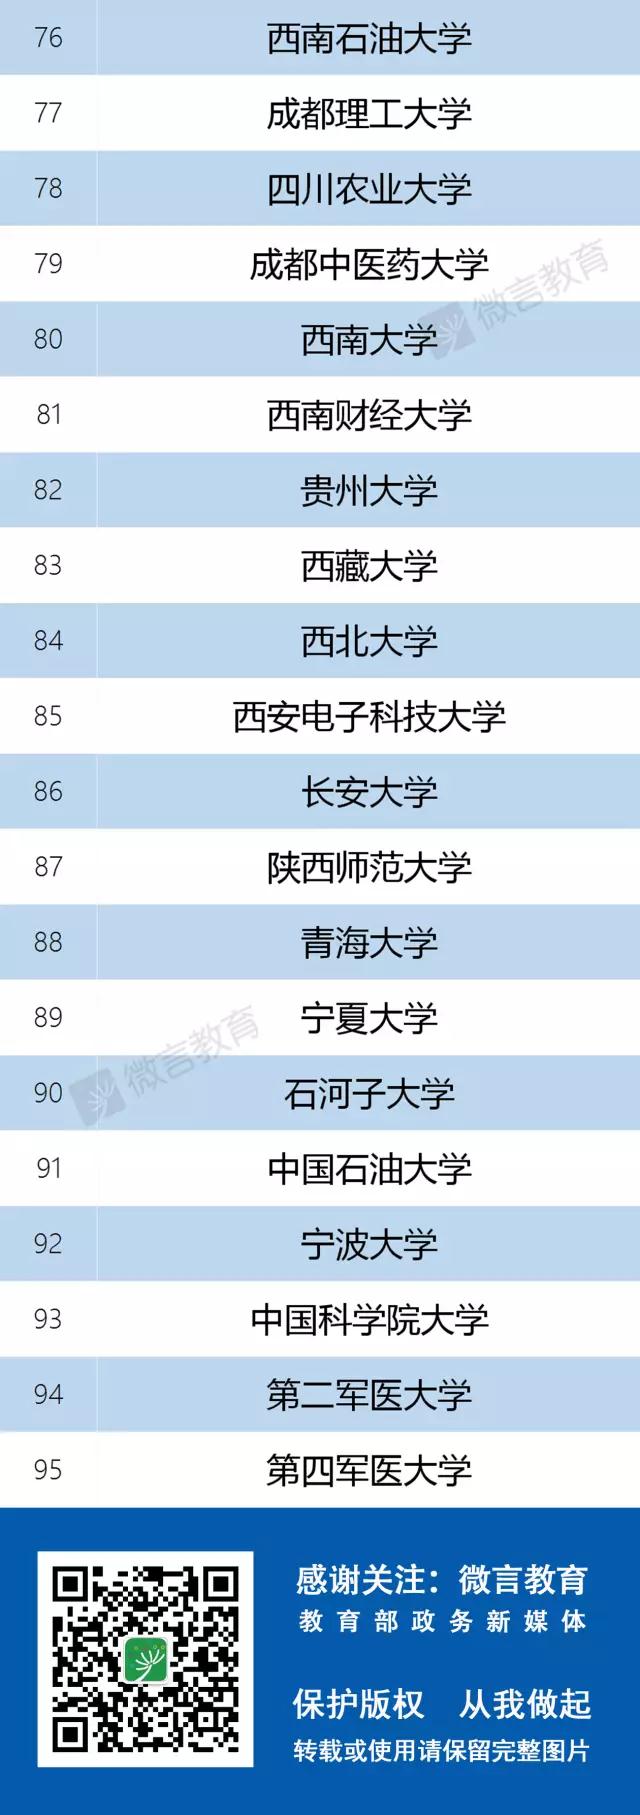 76 西南石油大学
77 成都理工大学
78 四川农业大学
79 成都中医药大学
微言教育
80 西南大学
81 西南财经大学
82 贵州大学
83 西藏大学
84 西北大学
85 西安电子科技大学
86 长安大学
87 陕西师范大学
88 青海大学
89 宁夏大学
微言教育
90 石河子大学
91 中国石油大学
92 宁波大学
93 中国科学院大学
94 第二军医大学
95 第四军医大学
感谢关注：微言教育
教育部政务新媒体
保护版权 从我做起
转载或使用请保留完整图片